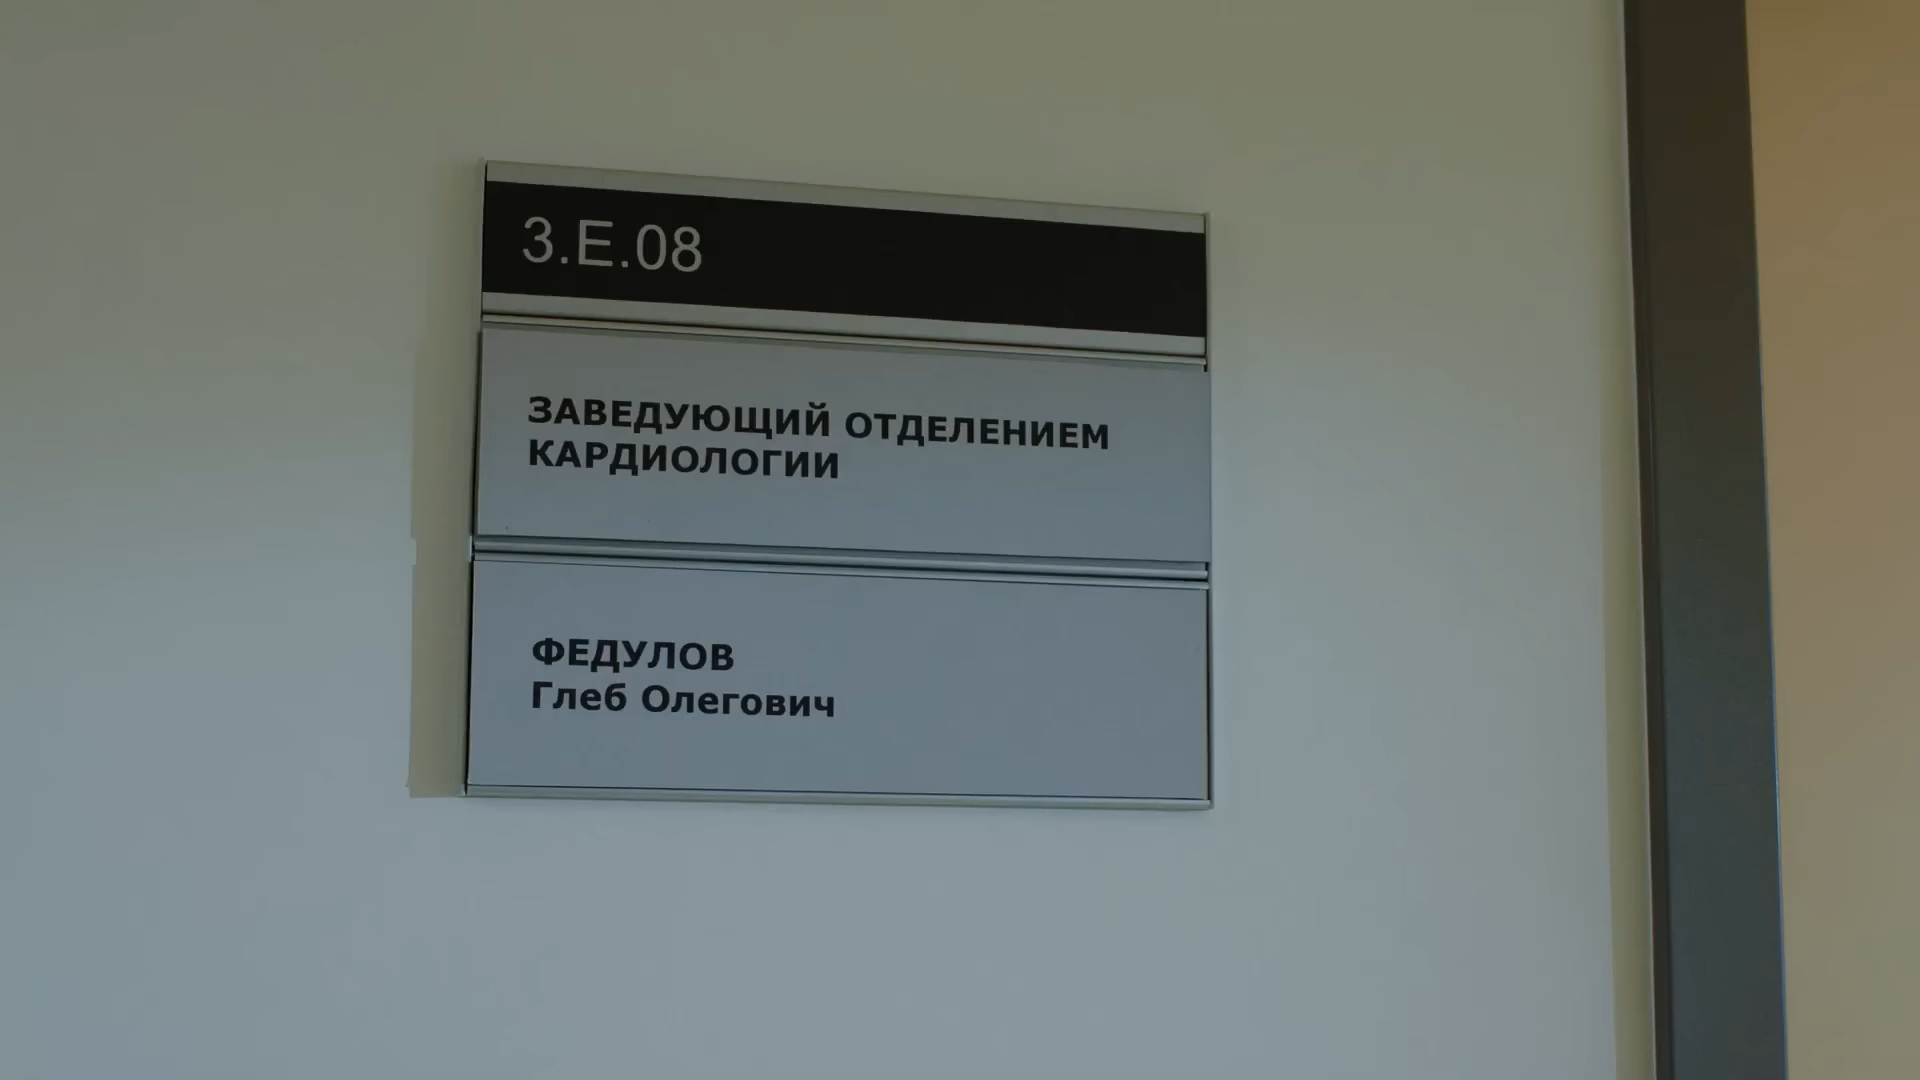 3.E.08
ЗАВЕДУЮЩИЙ ОТДЕЛЕНИЕМ
КАРДИОЛОГИИ
ФЕДУЛОВ
Глеб Олегович